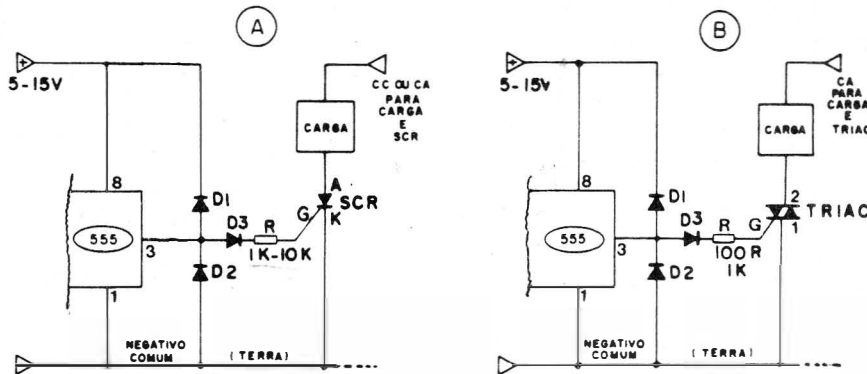 A
+
5-15V
8
555
3
1
D1
D2
D3
R
1K-10K
G
A
SCR
K
CC OU CA
PARA
CARGA
E
SCR
CARGA
NEGATIVO
COMUM
(TERRA)
B
+
5-15V
8
555
3
1
D1
D2
D3
R
100R
1K
G
2
TRIAC
1
CA
PARA
CARGA
E
TRIAC
CARGA
NEGATIVO
COMUM
(TERRA)